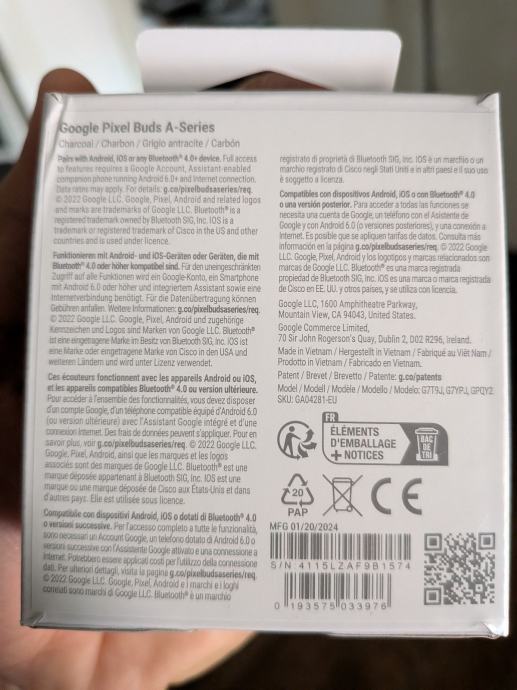 Google Pixel Buds A-Series
Charcoal / Charbon / Grigio antracite / Carbón
Pairs with Android, iOS or any Bluetooth® 4.0+ device. Full access
to features requires a Google Account, Assistant-enabled
companion phone running Android 6.0+ and Internet connection.
Data rates may apply. For details: g.co/pixelbudsaseries/req.
© 2022 Google LLC. Google, Pixel, Android and related logos
and marks are trademarks of Google LLC. Bluetooth® is a
registered trademark owned by Bluetooth SIG, Inc. IOS is a
trademark or registered trademark of Cisco in the US and other
countries and is used under licence.
Funktionieren mit Android- und iOS-Geräten oder Geräten, die mit
Bluetooth® 4.0 oder höher kompatibel sind. Für den uneingeschränkten
Zugriff auf alle Funktionen wird ein Google-Konto, ein Smartphone
mit Android 6.0 oder höher und integriertem Assistant sowie eine
Internetverbindung benötigt. Für die Datenübertragung können
Gebühren anfallen. Weitere Informationen: g.co/pixelbudsaseries/req.
© 2022 Google LLC. Google, Pixel, Android und zugehörige
Kennzeichen und Logos sind Marken von Google LLC. Bluetooth®
ist eine eingetragene Marke im Besitz von Bluetooth SIG, Inc. IOS ist
eine Marke oder eingetragene Marke von Cisco in den USA und
weiteren Ländern und wird unter Lizenz verwendet.
Ces écouteurs fonctionnent avec les appareils Android ou iOS,
et les appareils compatibles Bluetooth® 4.0 ou version ultérieure.
Pour accéder à l'ensemble des fonctionnalités, vous devez disposer
d'un compte Google, d'un téléphone compatible équipé d'Android 6.0
(ou version ultérieure) avec l'Assistant Google intégré et d'une
connexion Internet. Des frais de données peuvent s'appliquer. Pour en
savoir plus, voir g.co/pixelbudsaseries/req. © 2022 Google LLC.
Google, Pixel, Android, ainsi que les marques et les logos
associés sont des marques de Google LLC. Bluetooth® est une
marque déposée appartenant à Bluetooth SIG, Inc. IOS est une
marque ou une marque déposée de Cisco aux États-Unis et dans
d'autres pays. Elle est utilisée sous licence.
Compatibile con dispositivi Android, iOS o dotati di Bluetooth® 4.0
o versioni successive. Per l'accesso completo a tutte le funzionalità,
sono necessari un Account Google, un telefono dotato di Android 6.0 o
versioni successive con l'Assistente Google attivato e una connessione a
Internet. Potrebbero essere applicati costi per l'utilizzo della connessione
dati. Per ulteriori dettagli, visita la pagina g.co/pixelbudsaseries/req.
© 2022 Google LLC. Google, Pixel, Android e i marchi e i loghi
correlati sono marchi di Google LLC. Bluetooth® è un marchio
registrato di proprietà di Bluetooth SIG, Inc. IOS è un marchio o un
marchio registrato di Cisco negli Stati Uniti e in altri paesi e il suo uso
è soggetto a licenza.
Compatibles con dispositivos Android, iOS o con Bluetooth® 4.0
o una versión posterior. Para acceder a todas las funciones se
necesita una cuenta de Google, un teléfono con el Asistente de
Google y con Android 6.0 (o versiones posteriores), y una conexión a
Internet. Es posible que se apliquen tarifas de datos. Consulta más
información en la página g.co/pixelbudsaseries/req. © 2022 Google
LLC. Google, Pixel, Android y los logotipos y marcas relacionados son
marcas de Google LLC. Bluetooth® es una marca registrada
propiedad de Bluetooth SIG, Inc. IOS es una marca o marca registrada
de Cisco en EE. UU. y otros países, y se utiliza con licencia.
Google LLC, 1600 Amphitheatre Parkway,
Mountain View, CA 94043, United States.
Google Commerce Limited,
70 Sir John Rogerson's Quay, Dublin 2, D02 R296, Ireland.
Made in Vietnam / Hergestellt in Vietnam / Fabriqué au Viêt Nam /
Prodotto in Vietnam / Fabricado en Vietnam.
Patent / Brevet / Brevetto / Patente: g.co/patents
Model / Modell / Modèle / Modello / Modelo: G7T9J, G7YPJ, GPQY2
SKU: GA04281-EU
FR
ÉLÉMENTS
D'EMBALLAGE
+ NOTICES
BAC
DE
TRI
20
PAP
CE
MFG 01/20/2024
S/N 4115LZAF9B1574
0 193575 033976